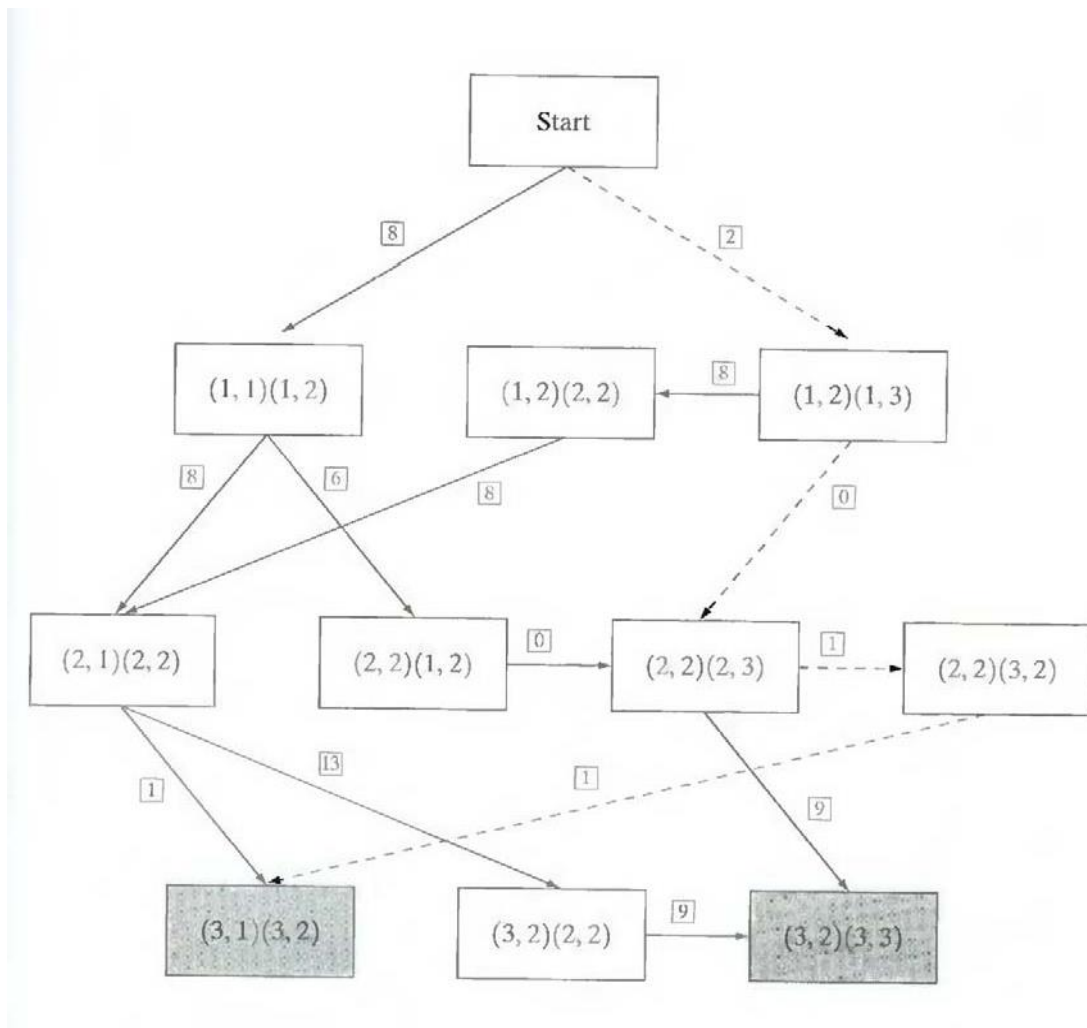 Start
8
2
(1, 1)(1, 2)
(1, 2)(2, 2)
8
(1, 2)(1, 3)
8
6
8
0
(2, 1)(2, 2)
(2, 2)(1, 2)
0
(2, 2)(2, 3)
1
(2, 2)(3, 2)
1
13
1
9
(3, 1)(3, 2)
(3, 2)(2, 2)
9
(3, 2)(3, 3)